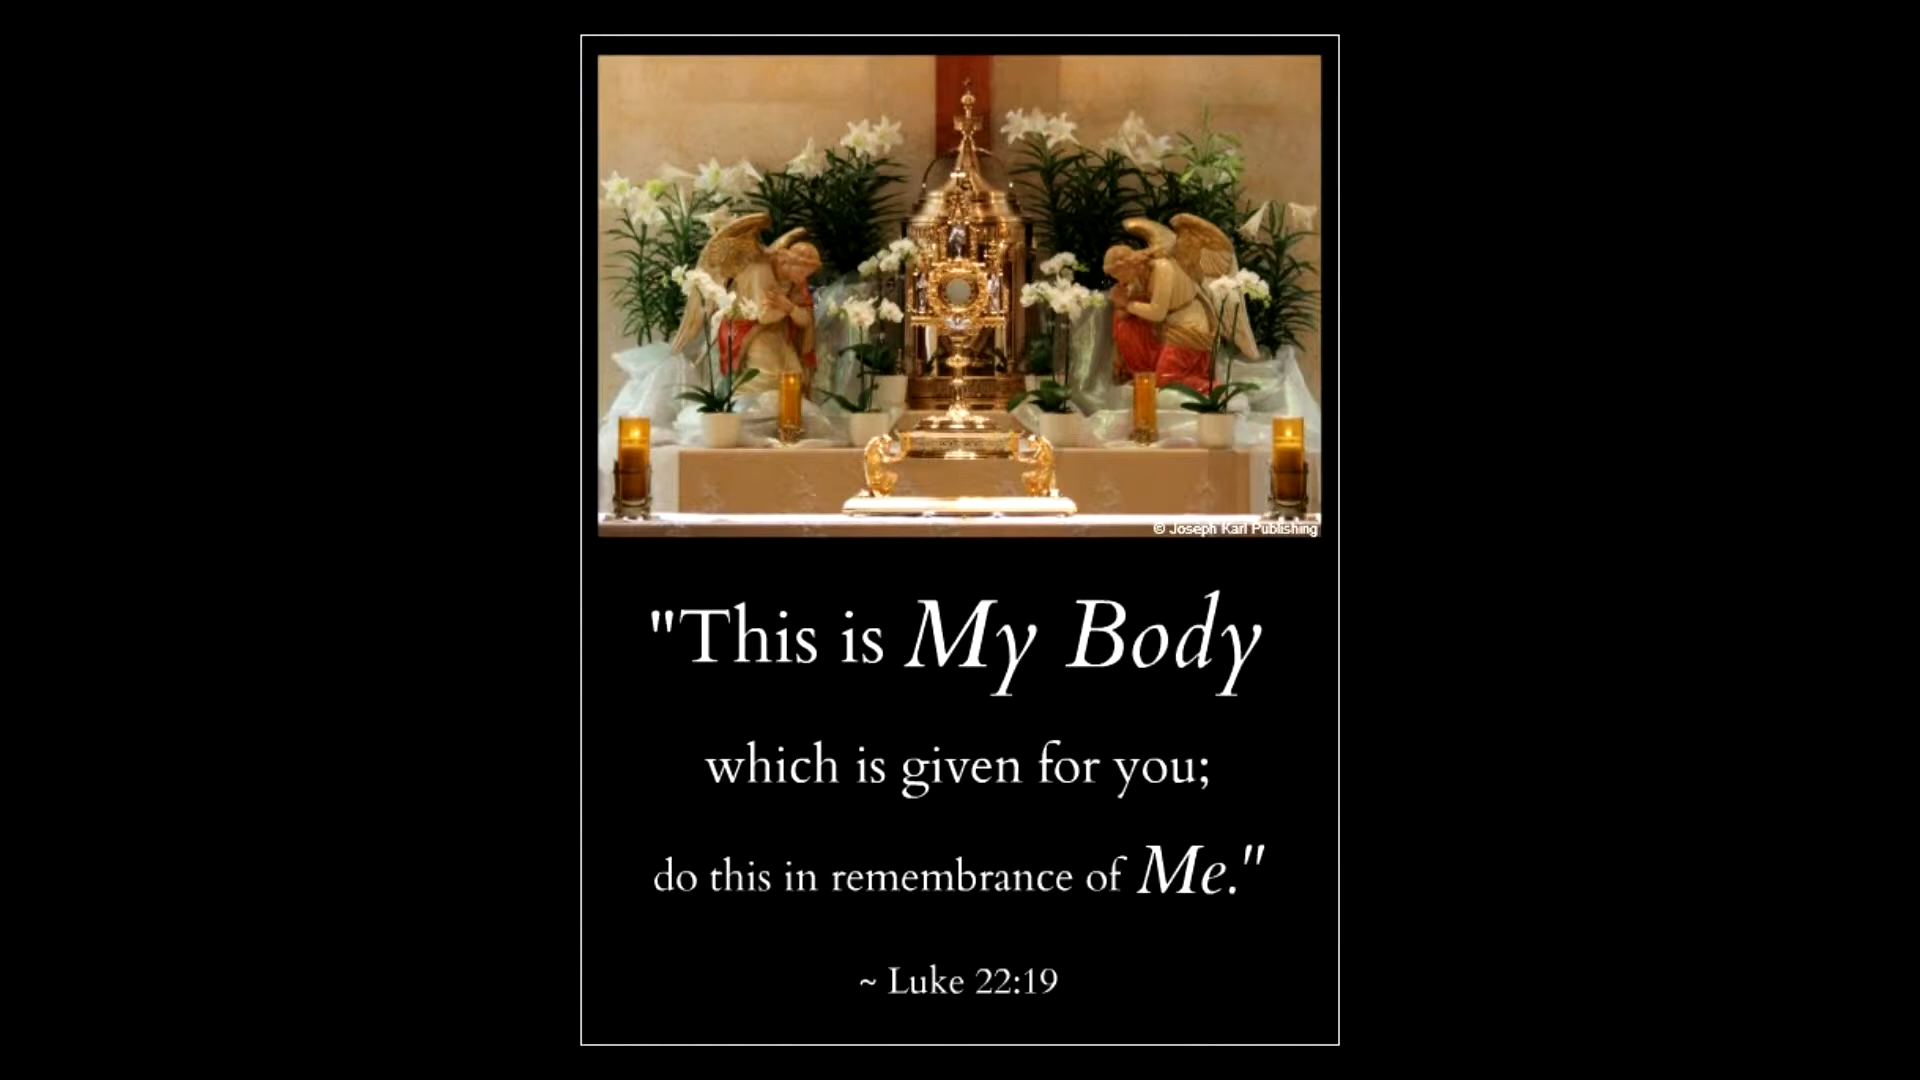 © Joseph Karl Publishing
"This is My Body
which is given for you;
do this in remembrance of Me."
~ Luke 22:19